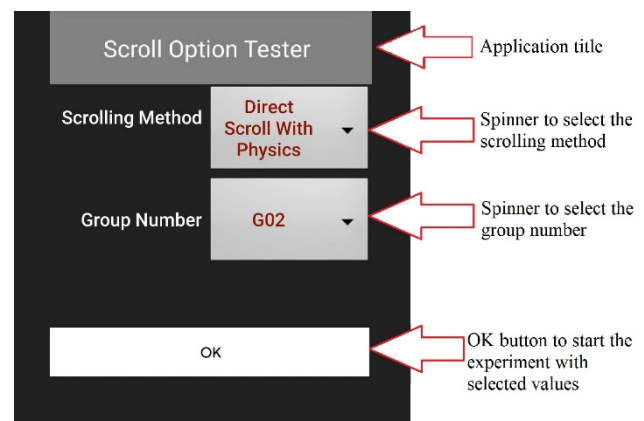 Scroll Option Tester
Application title
Scrolling Method
Direct
Scroll With
Physics
Spinner to select the
scrolling method
Group Number
G02
Spinner to select the
group number
OK
OK button to start the
experiment with
selected values